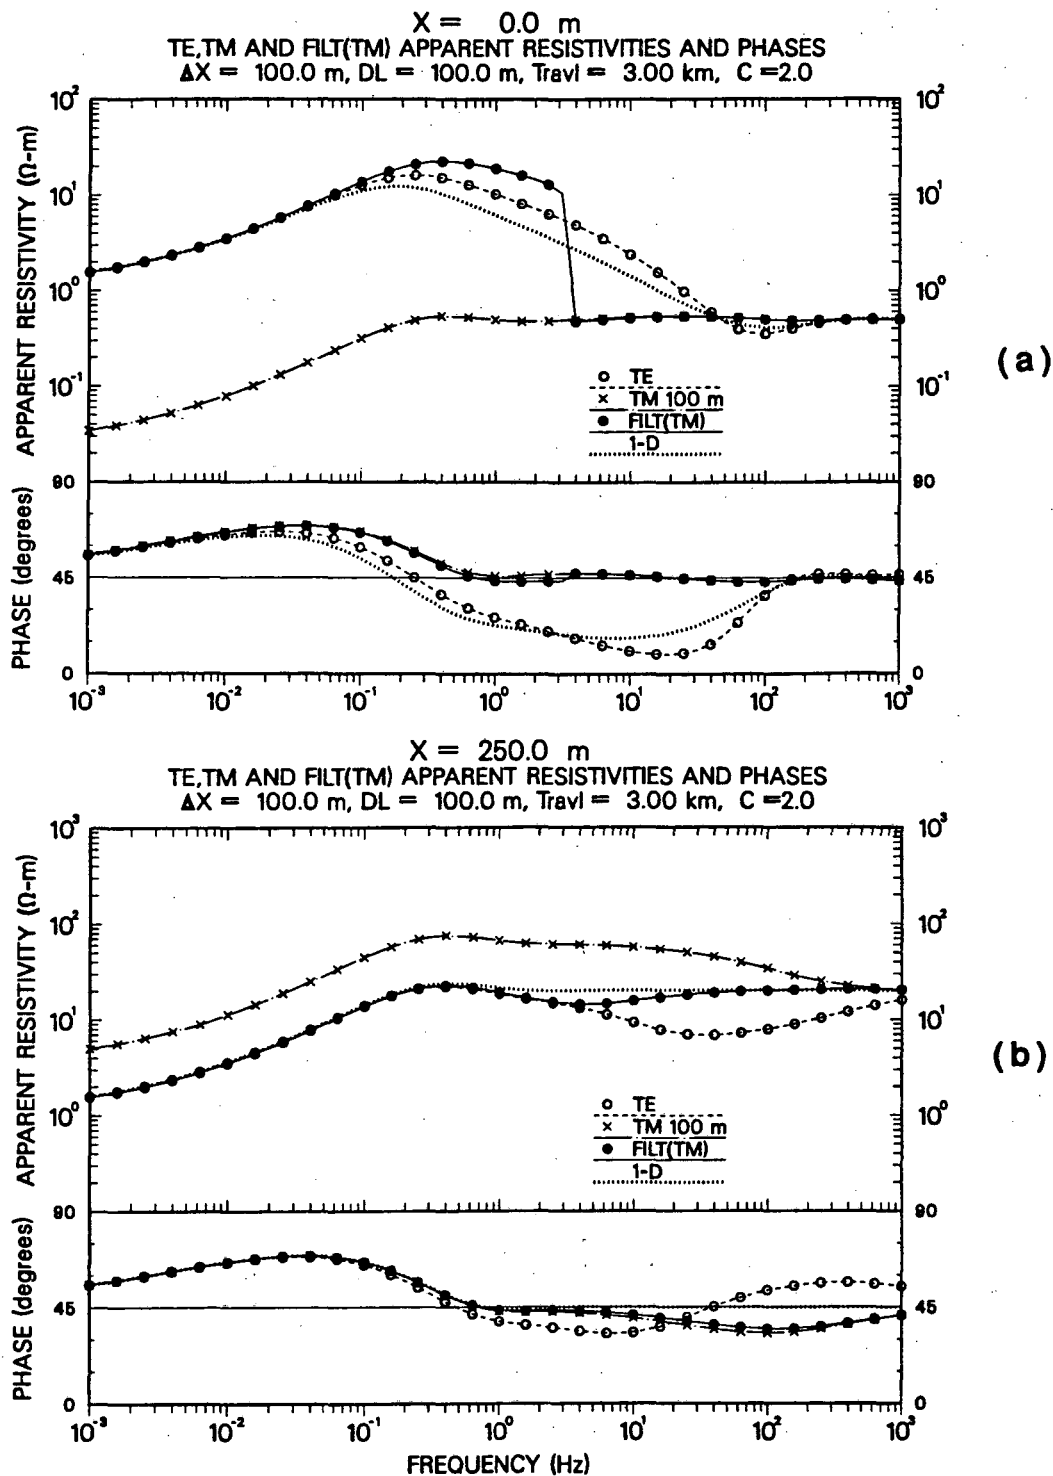 X = 0.0 m
TE,TM AND FILT(TM) APPARENT RESISTIVITIES AND PHASES
ΔX = 100.0 m, DL = 100.0 m, Travl = 3.00 km, C =2.0
APPARENT RESISTIVITY (Ω-m)
10² 10²
10¹ 10¹
10⁰ 10⁰
10⁻¹ 10⁻¹
TE
TM 100 m
FILT(TM)
1-D
(a)
PHASE (degrees)
90 90
45 45
0 0
10⁻³ 10⁻² 10⁻¹ 10⁰ 10¹ 10² 10³
X = 250.0 m
TE,TM AND FILT(TM) APPARENT RESISTIVITIES AND PHASES
ΔX = 100.0 m, DL = 100.0 m, Travl = 3.00 km, C =2.0
APPARENT RESISTIVITY (Ω-m)
10³ 10³
10² 10²
10¹ 10¹
10⁰ 10⁰
TE
TM 100 m
FILT(TM)
1-D
(b)
PHASE (degrees)
90 90
45 45
0 0
10⁻³ 10⁻² 10⁻¹ 10⁰ 10¹ 10² 10³
FREQUENCY (Hz)